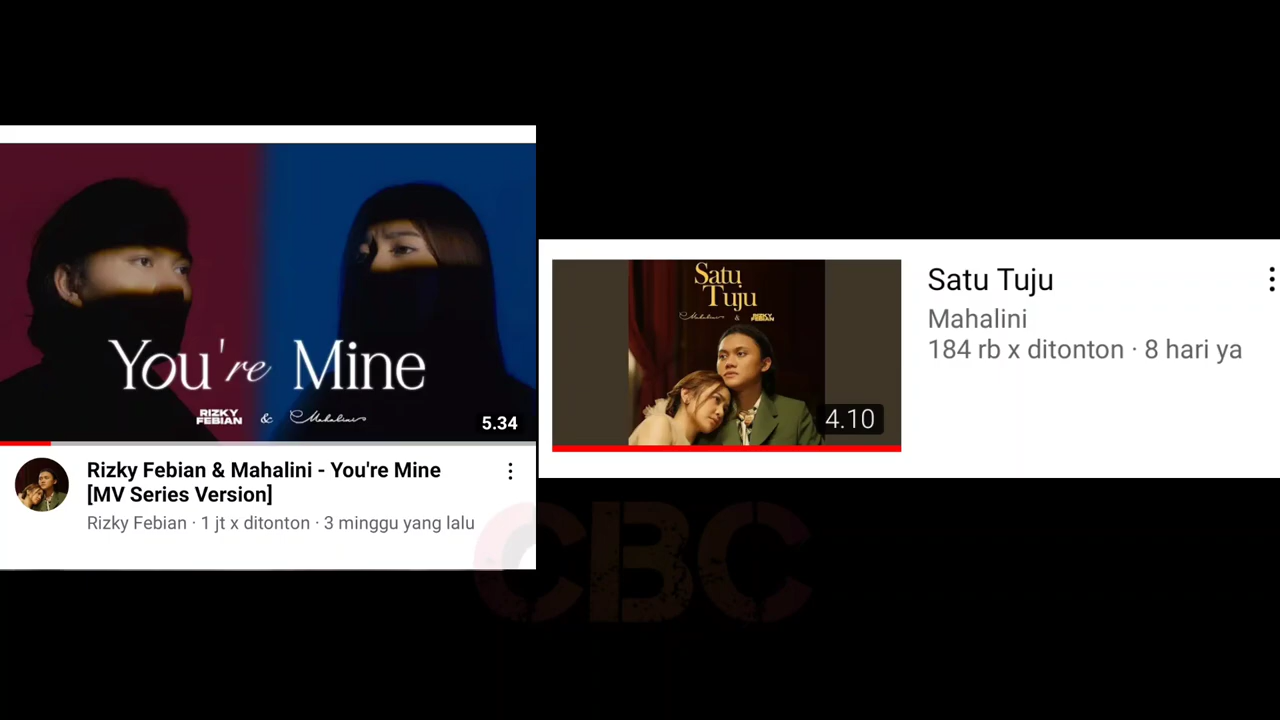 You're Mine
RIZKY FEBIAN & Mahalini
5.34
Rizky Febian & Mahalini - You're Mine
[MV Series Version]
Rizky Febian · 1 jt x ditonton · 3 minggu yang lalu
Satu
Tuju
Mahalini & RIZKY FEBIAN
4.10
Satu Tuju
Mahalini
184 rb x ditonton · 8 hari ya
CBC